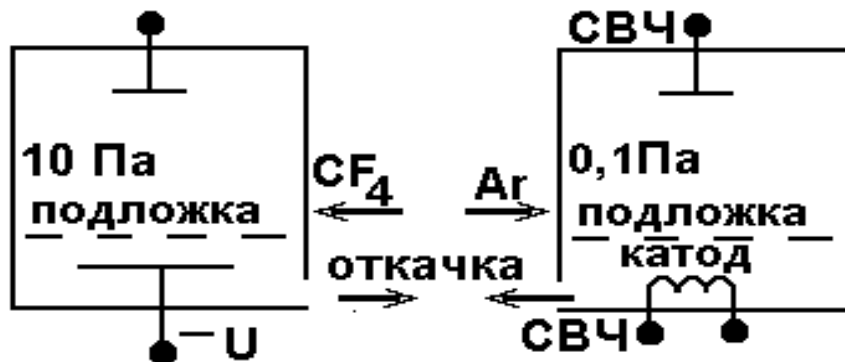 СВЧ
10 Па
CF4
Ar
0,1Па
подложка
подложка
катод
откачка
– U
СВЧ